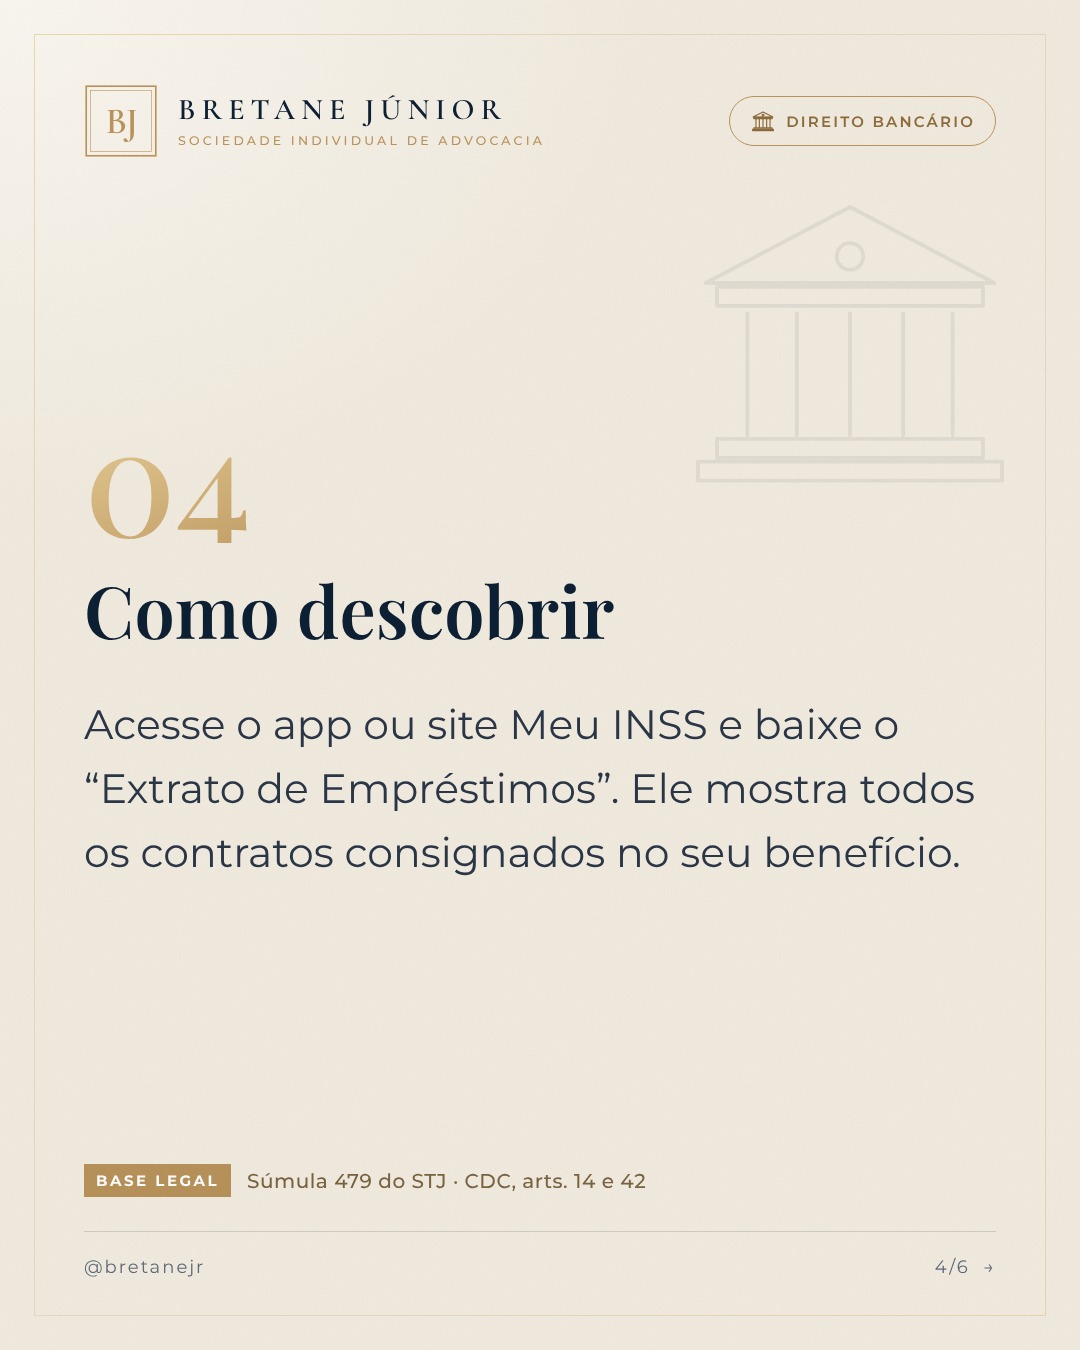 BJ
BRETANE JÚNIOR
SOCIEDADE INDIVIDUAL DE ADVOCACIA
DIREITO BANCÁRIO
04
Como descobrir
Acesse o app ou site Meu INSS e baixe o
“Extrato de Empréstimos”. Ele mostra todos
os contratos consignados no seu benefício.
BASE LEGAL Súmula 479 do STJ · CDC, arts. 14 e 42
@bretanejr
4/6 →